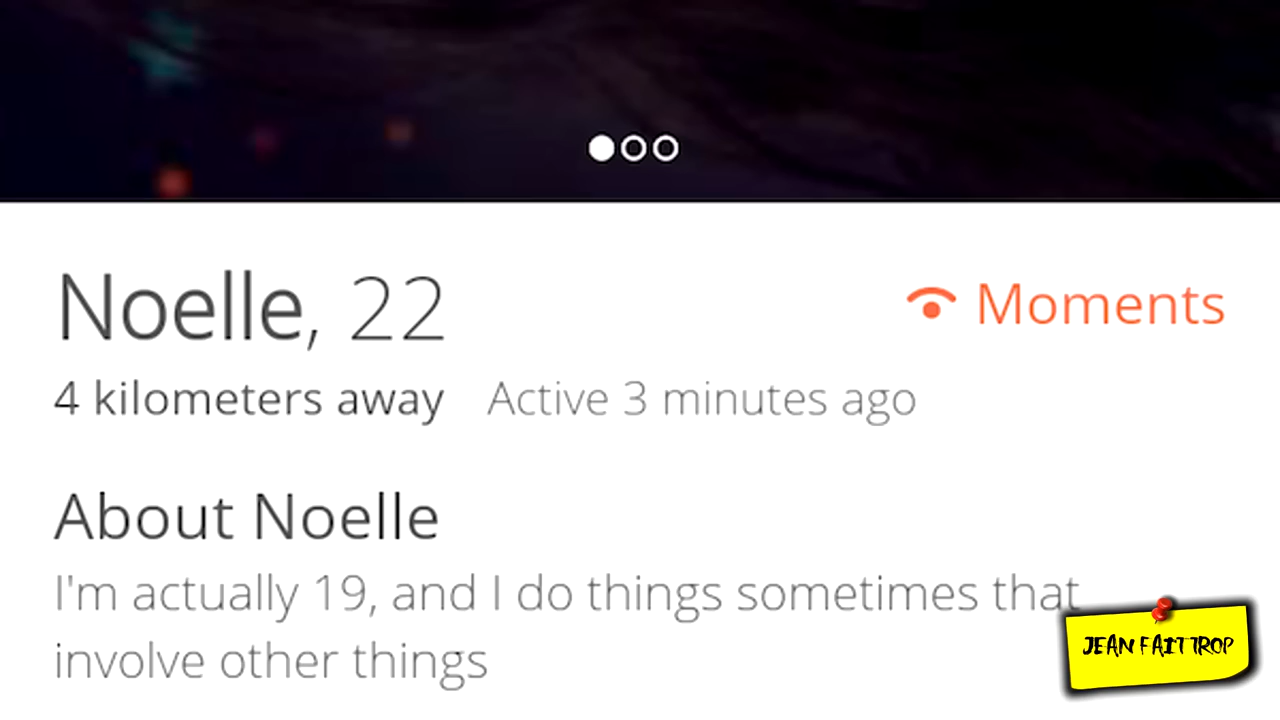 Noelle, 22
Moments
4 kilometers away Active 3 minutes ago
About Noelle
I'm actually 19, and I do things sometimes that
involve other things
JEAN FAIT TROP